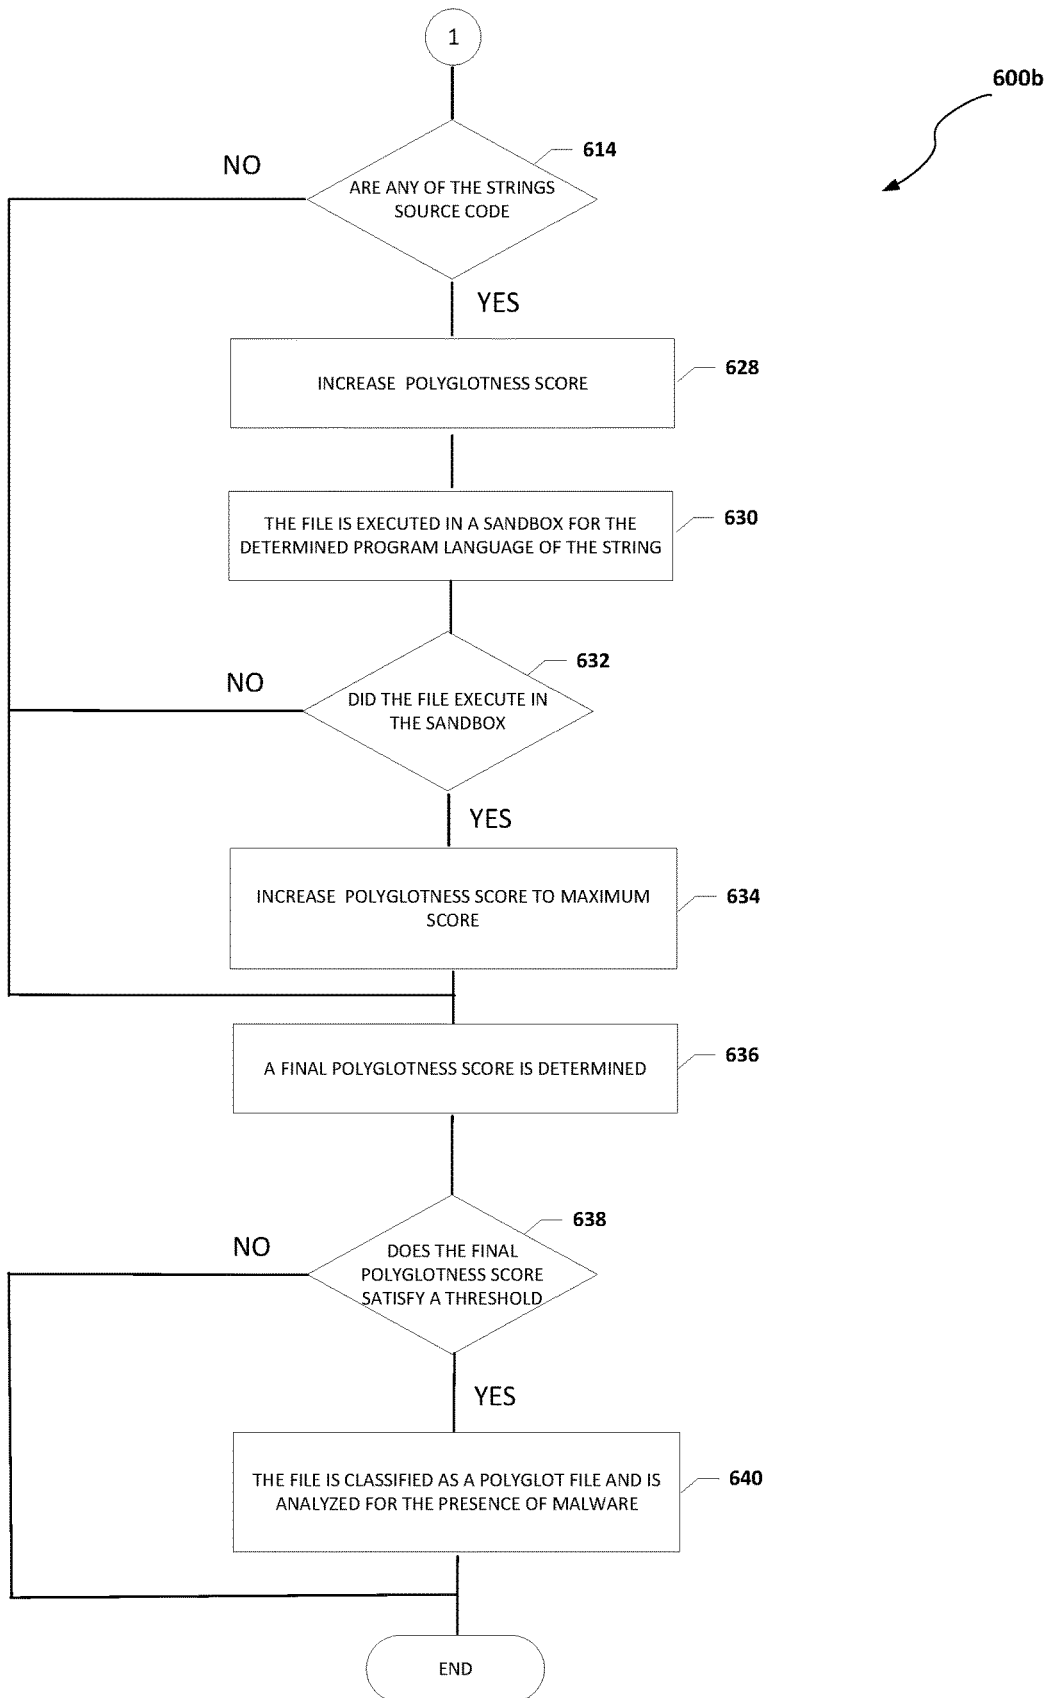 1
600b
614
NO
ARE ANY OF THE STRINGS
SOURCE CODE
YES
INCREASE POLYGLOTNESS SCORE
628
THE FILE IS EXECUTED IN A SANDBOX FOR THE
DETERMINED PROGRAM LANGUAGE OF THE STRING
630
632
NO
DID THE FILE EXECUTE IN
THE SANDBOX
YES
INCREASE POLYGLOTNESS SCORE TO MAXIMUM
SCORE
634
A FINAL POLYGLOTNESS SCORE IS DETERMINED
636
638
NO
DOES THE FINAL
POLYGLOTNESS SCORE
SATISFY A THRESHOLD
YES
THE FILE IS CLASSIFIED AS A POLYGLOT FILE AND IS
ANALYZED FOR THE PRESENCE OF MALWARE
640
END